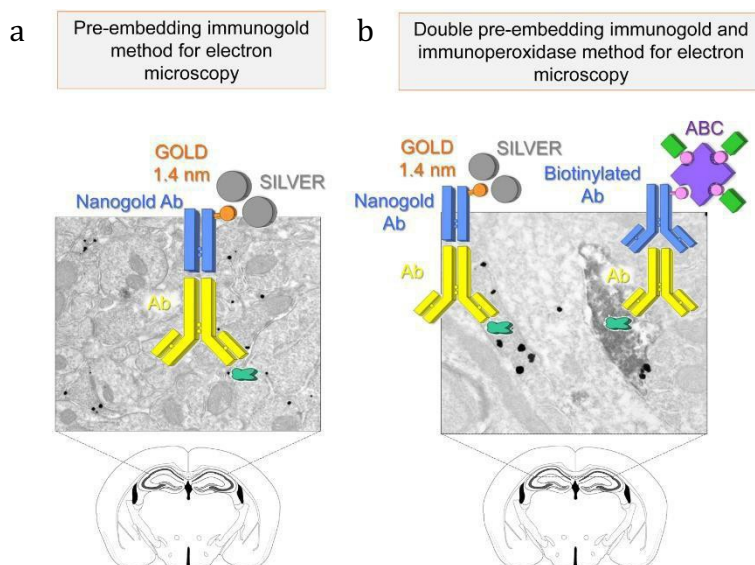 a
Pre-embedding immunogold
method for electron
microscopy
GOLD
1.4 nm
SILVER
Nanogold Ab
Ab
b
Double pre-embedding immunogold and
immunoperoxidase method for electron
microscopy
ABC
GOLD
1.4 nm
SILVER
Biotinylated
Ab
Nanogold
Ab
Ab
Ab